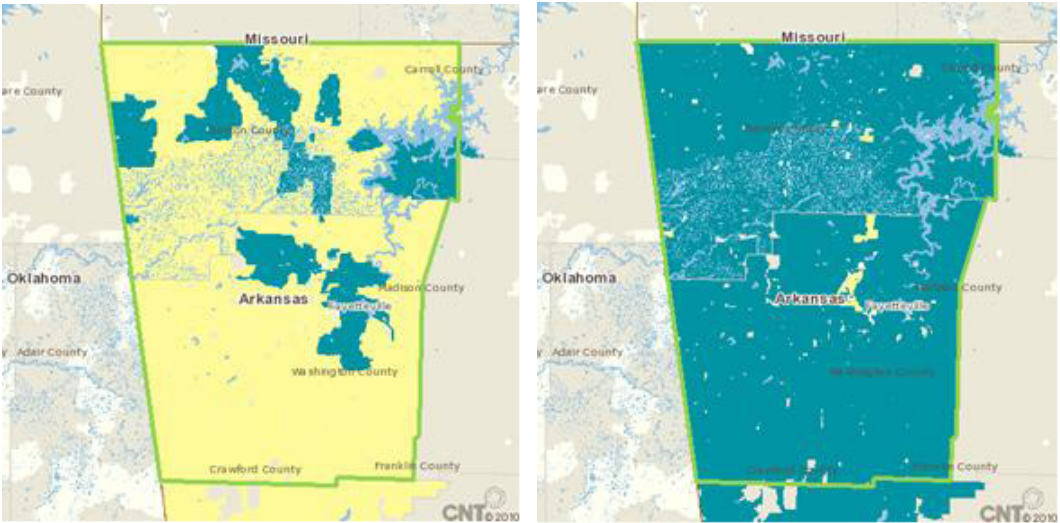 Missouri
Carroll County
are County
Benton County
Oklahoma
Madison County
Arkansas
Fayetteville
Adair County
Washington County
Crawford County
Franklin County
CNT © 2010
Missouri
Carroll County
are County
Benton County
Oklahoma
Madison County
Arkansas
Fayetteville
y Adair County
Washington County
Crawford County
Franklin County
CNT © 2010